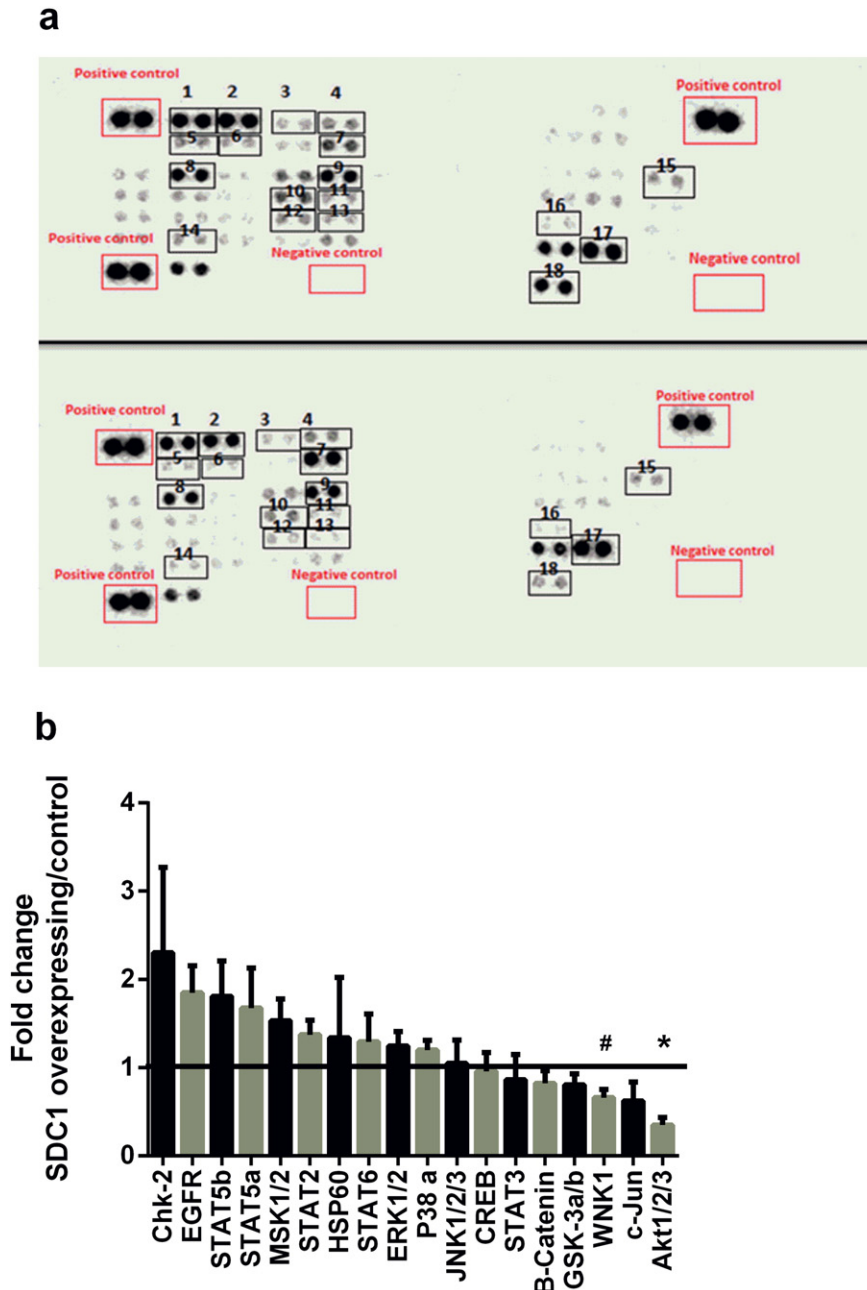 a
Positive control
1 2 3 4
Positive control
5 6
7
8
9
15
10 11
12 13
16
14
17
Positive control
Negative control
Negative control
18
Positive control
1 2 3 4
Positive control
5 6
7
8
9
15
10 11
12 13
16
17
14
Positive control
Negative control
Negative control
18
b
Fold change
SDC1 overexpressing/control
4
3
2
1
0
#
*
Chk-2
EGFR
STAT5b
STAT5a
MSK1/2
STAT2
HSP60
STAT6
ERK1/2
P38 a
JNK1/2/3
CREB
STAT3
B-Catenin
GSK-3a/b
WNK1
c-Jun
Akt1/2/3